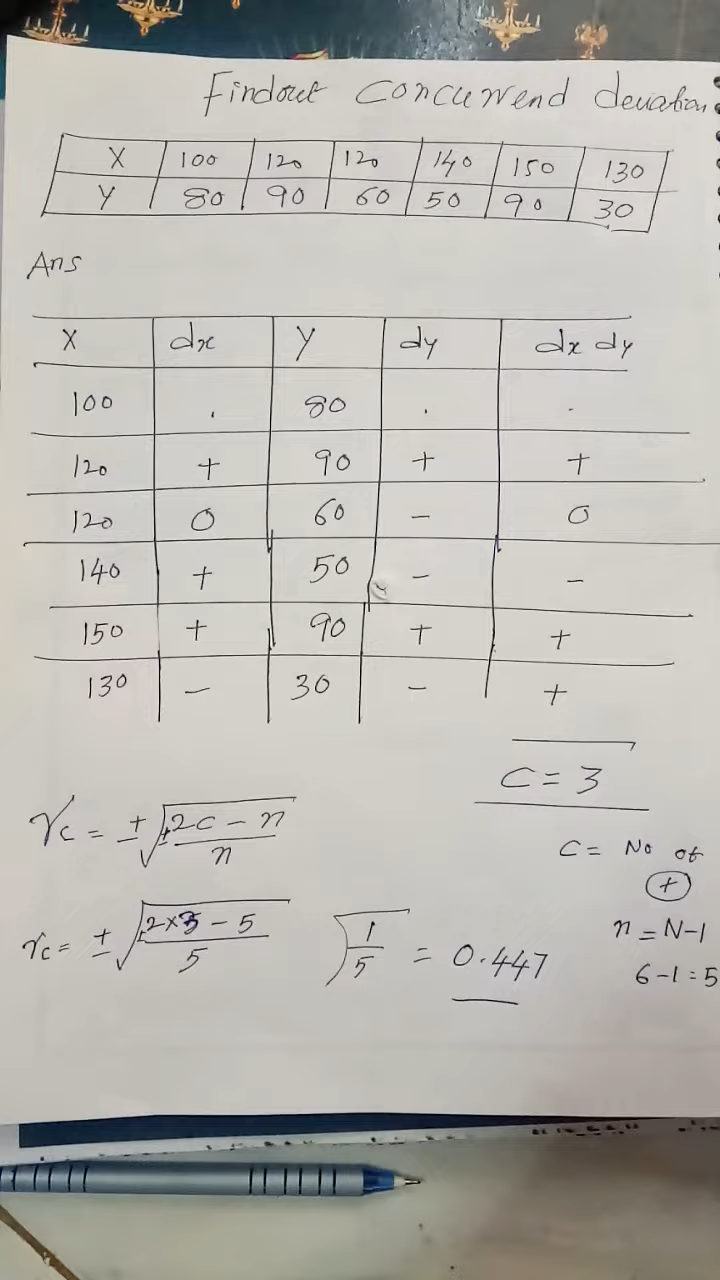 Findout Concurrend deviation
X 100 120 120 140 150 130
Y 80 90 60 50 90 30
Ans
X dx Y dy dx dy
100 . 80 . .
120 + 90 + +
120 0 60 - 0
140 + 50 - -
150 + 90 + +
130 - 30 - +
C = 3
rc = ±√±(2c - n)/n
C = No of
+
rc = ±√±(2×3 - 5)/5 √1/5 = 0.447
n = N-1
6-1=5